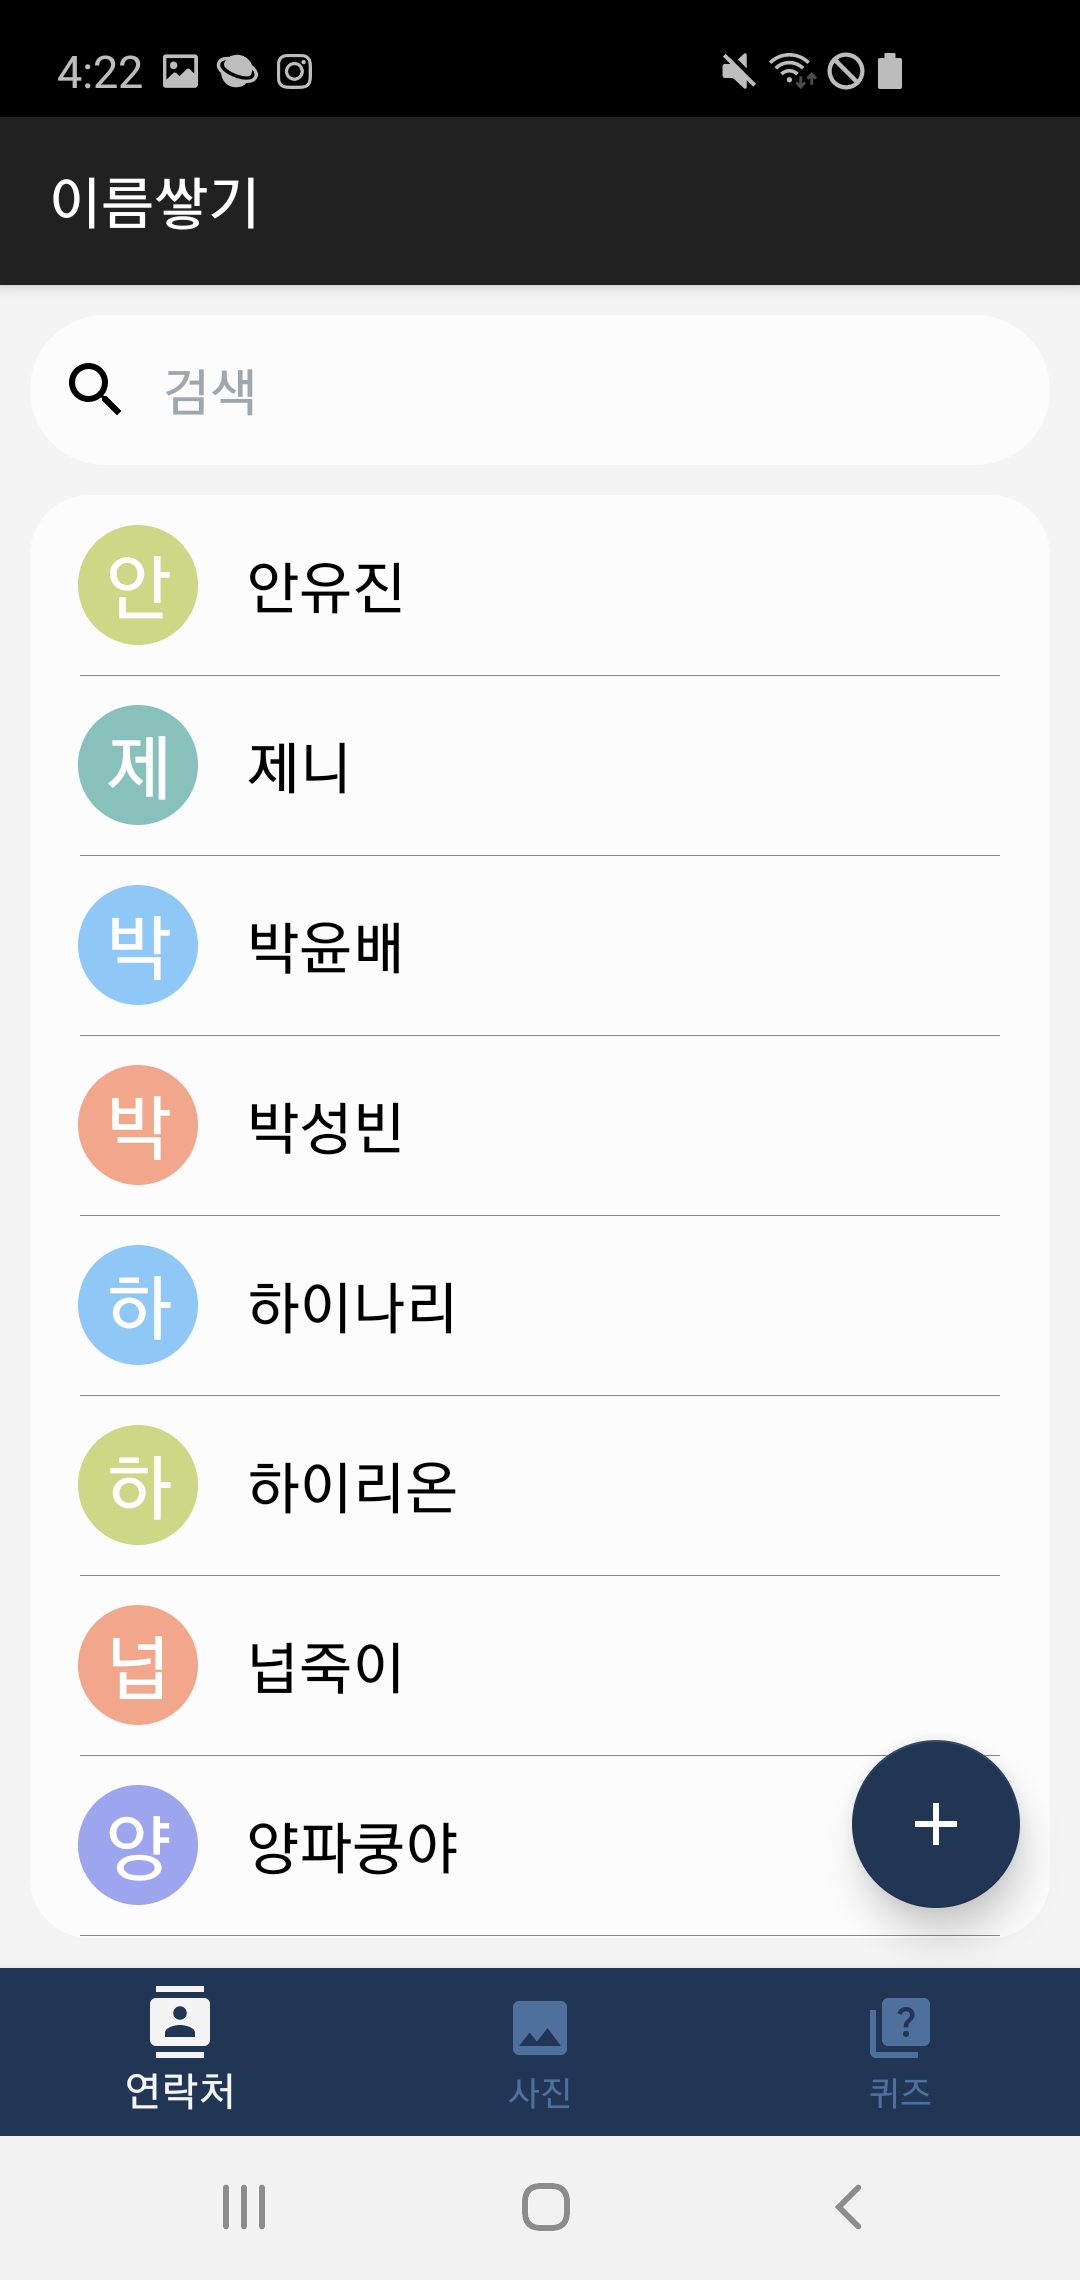 4:22
이름쌓기
검색
안 안유진
제 제니
박 박윤배
박 박성빈
하 하이나리
하 하이리온
넙 넙죽이
양 양파쿵야
연락처 사진 퀴즈